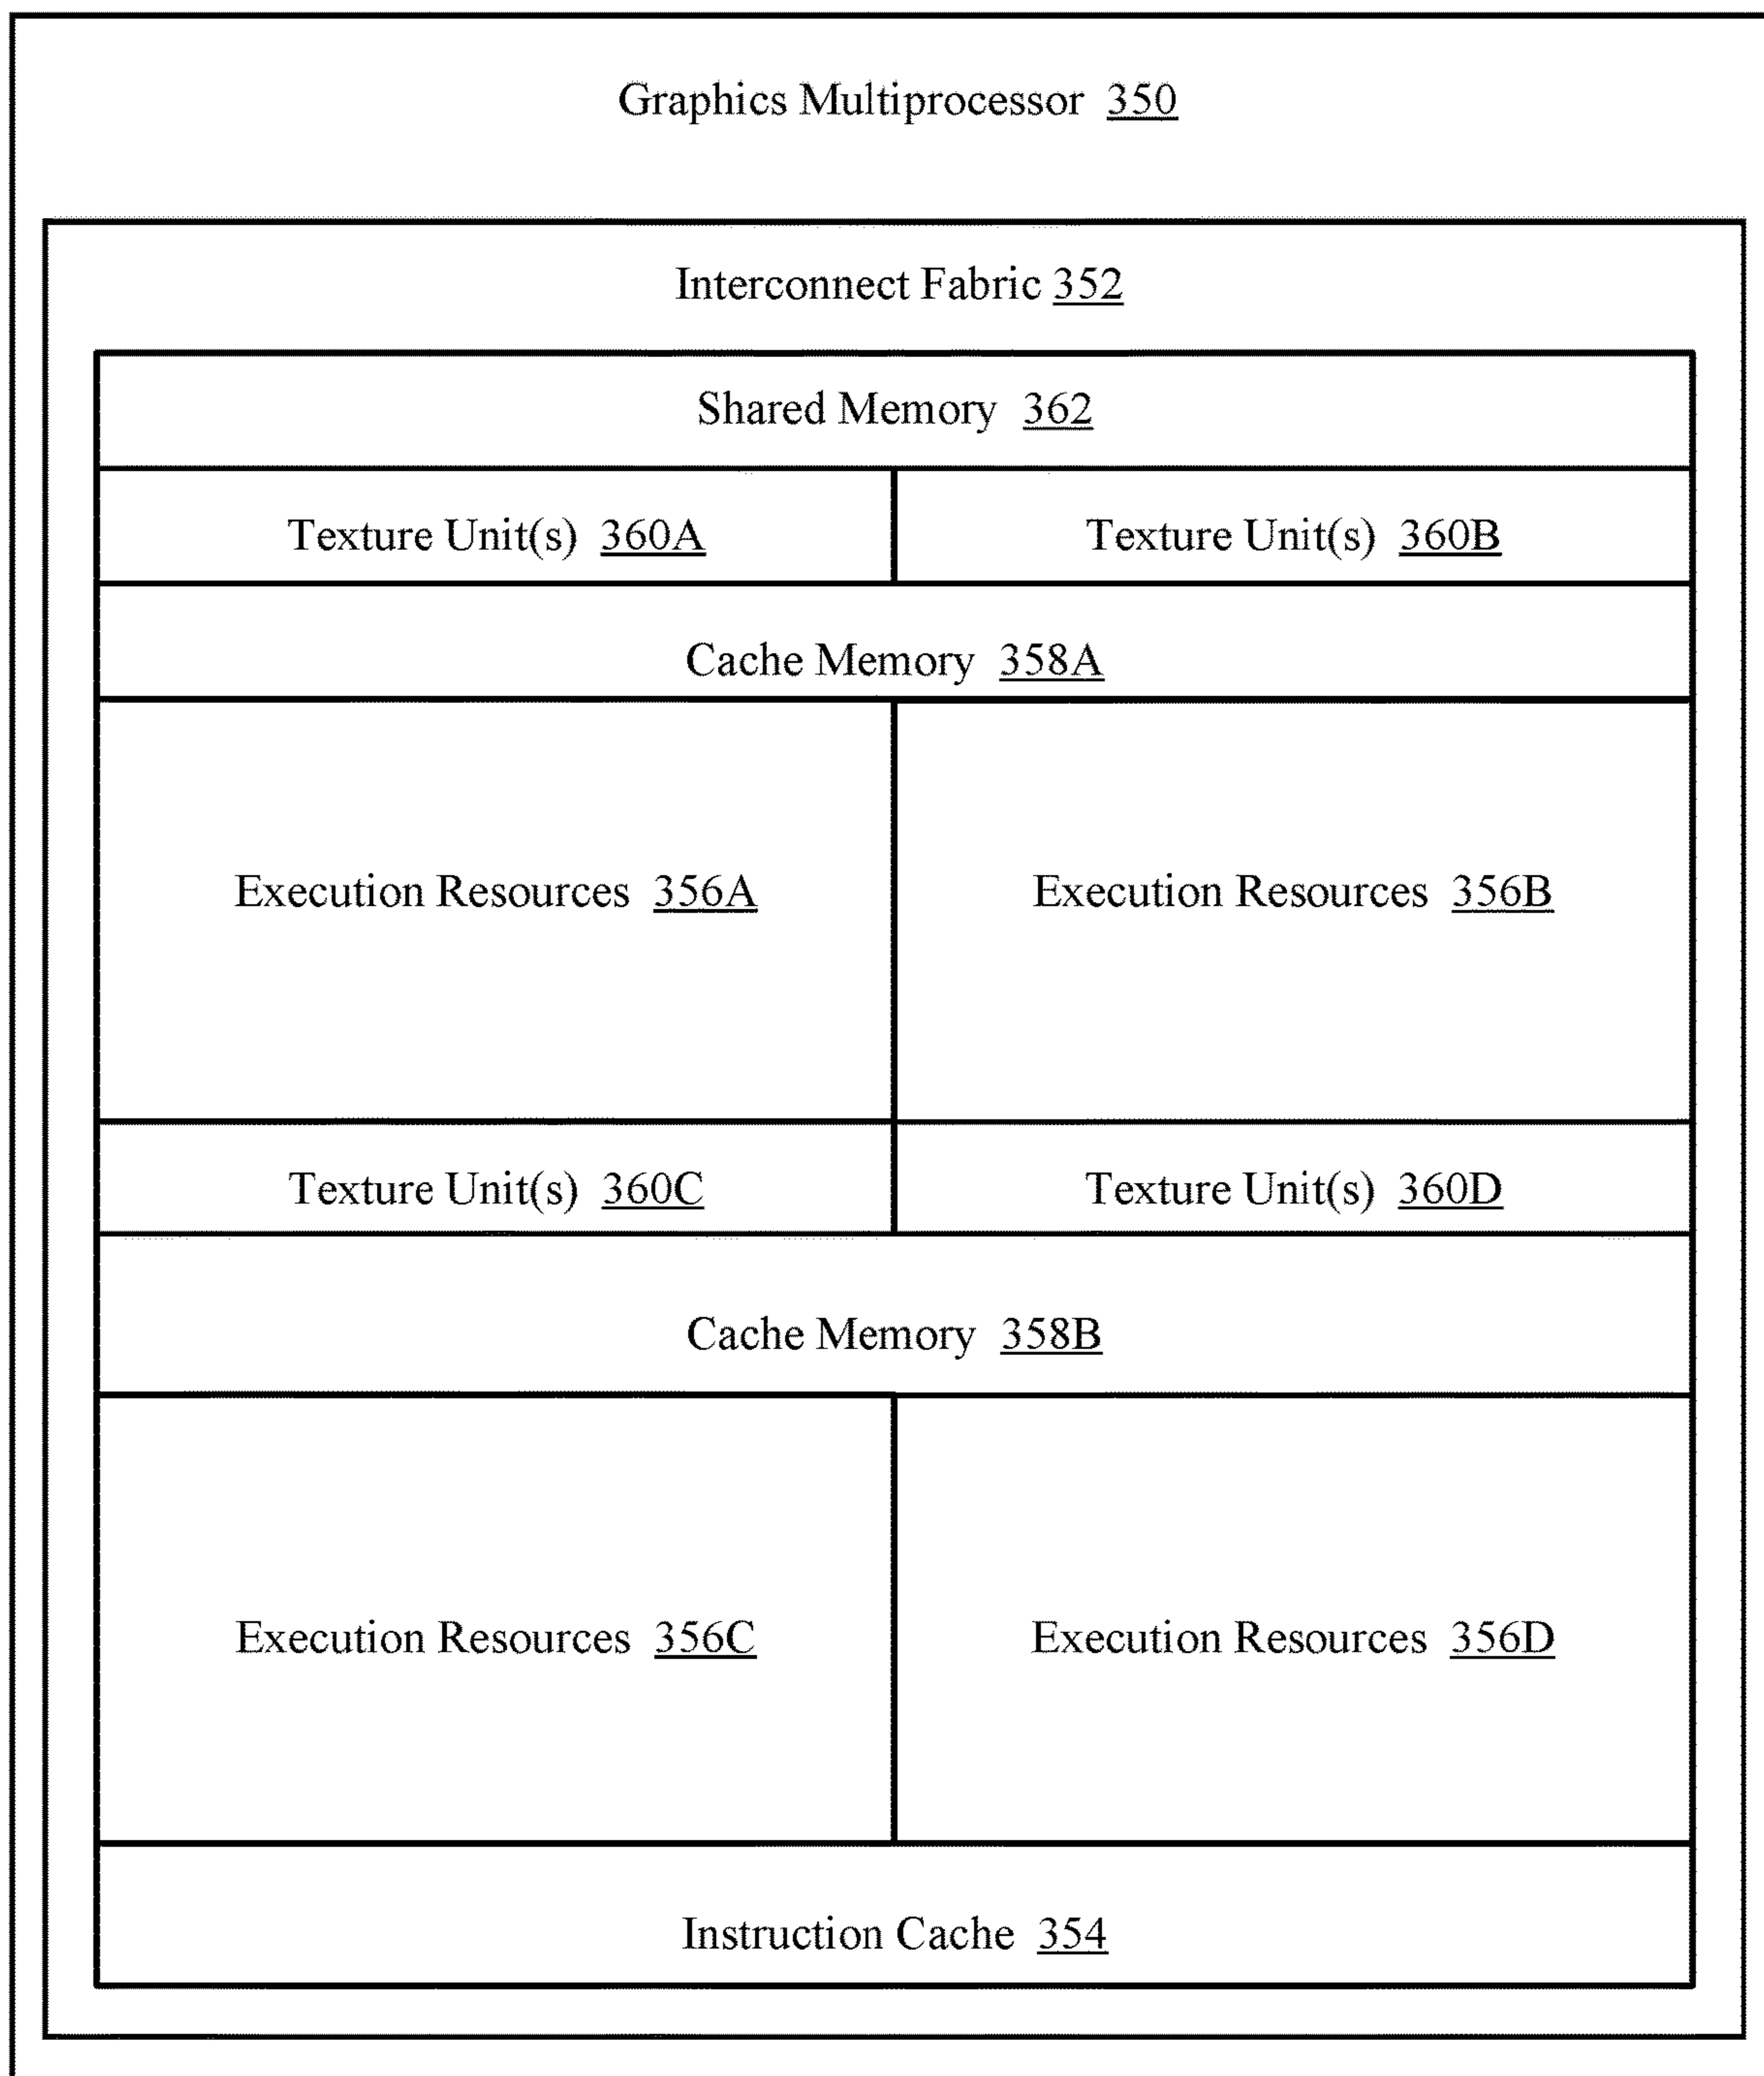 Graphics Multiprocessor 350
Interconnect Fabric 352
Shared Memory 362
Texture Unit(s) 360A
Texture Unit(s) 360B
Cache Memory 358A
Execution Resources 356A
Execution Resources 356B
Texture Unit(s) 360C
Texture Unit(s) 360D
Cache Memory 358B
Execution Resources 356C
Execution Resources 356D
Instruction Cache 354